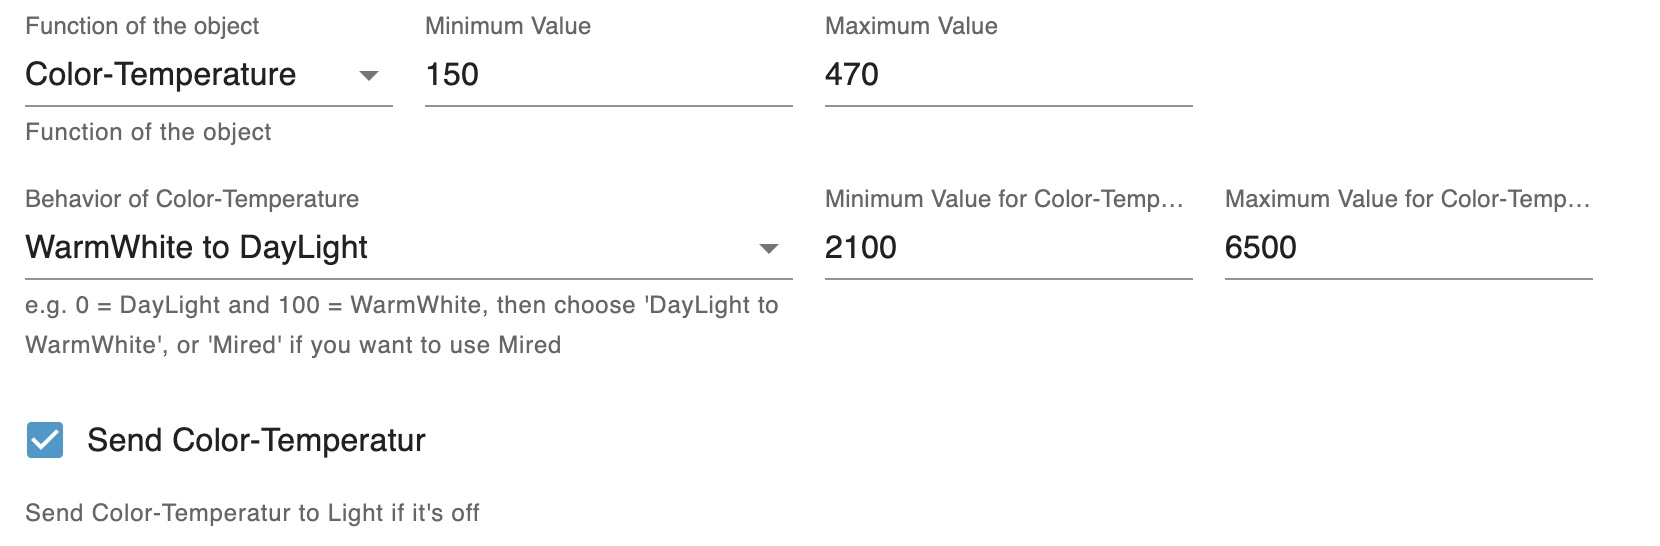 Function of the object
Minimum Value
Maximum Value
Color-Temperature
150
470
Function of the object
Behavior of Color-Temperature
Minimum Value for Color-Temp...
Maximum Value for Color-Temp...
WarmWhite to DayLight
2100
6500
e.g. 0 = DayLight and 100 = WarmWhite, then choose 'DayLight to
WarmWhite', or 'Mired' if you want to use Mired
Send Color-Temperatur
Send Color-Temperatur to Light if it's off